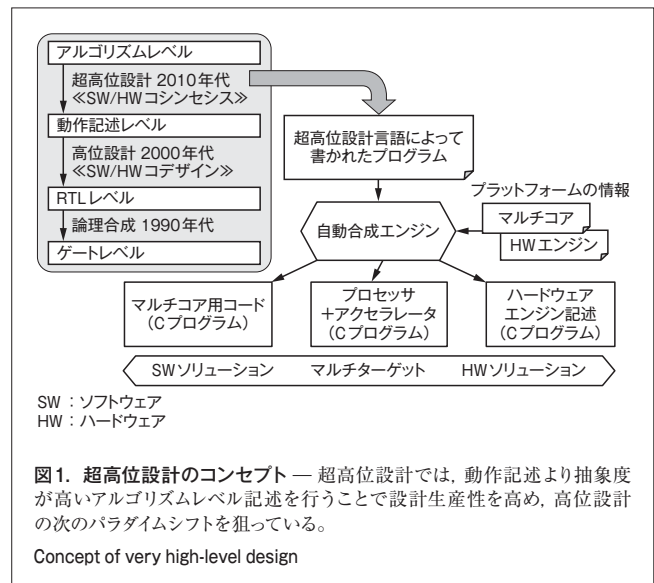 アルゴリズムレベル
超高位設計 2010年代
≪SW/HWコシンセシス≫
動作記述レベル
高位設計 2000年代
≪SW/HWコデザイン≫
RTLレベル
論理合成 1990年代
ゲートレベル
超高位設計言語によって
書かれたプログラム
プラットフォームの情報
マルチコア
HWエンジン
自動合成エンジン
マルチコア用コード
(Cプログラム)
プロセッサ
+アクセラレータ
(Cプログラム)
ハードウェア
エンジン記述
(Cプログラム)
SWソリューション マルチターゲット HWソリューション
SW:ソフトウェア
HW:ハードウェア
図1. 超高位設計のコンセプト — 超高位設計では,動作記述より抽象度
が高いアルゴリズムレベル記述を行うことで設計生産性を高め,高位設計
の次のパラダイムシフトを狙っている。
Concept of very high-level design